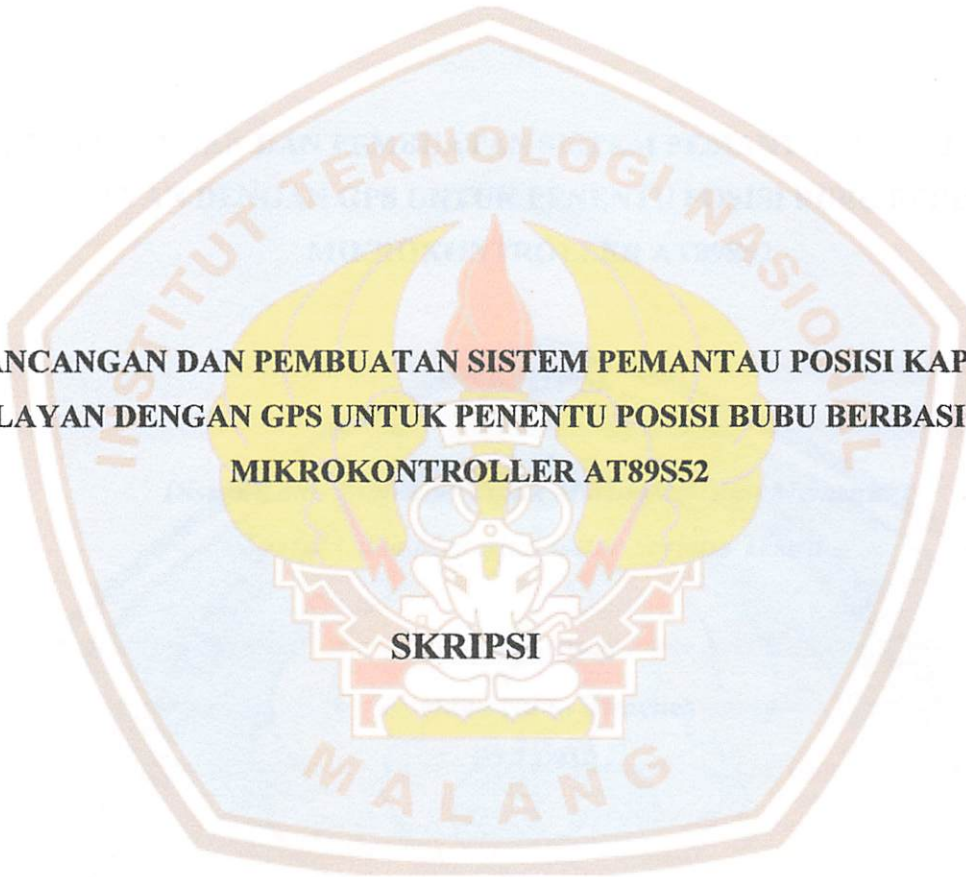 INSTITUT TEKNOLOGI NASIONAL
ANCANGAN DAN PEMBUATAN SISTEM PEMANTAU POSISI KAP
LAYAN DENGAN GPS UNTUK PENENTU POSISI BUBU BERBASI
MIKROKONTROLLER AT89S52
SKRIPSI
MALANG